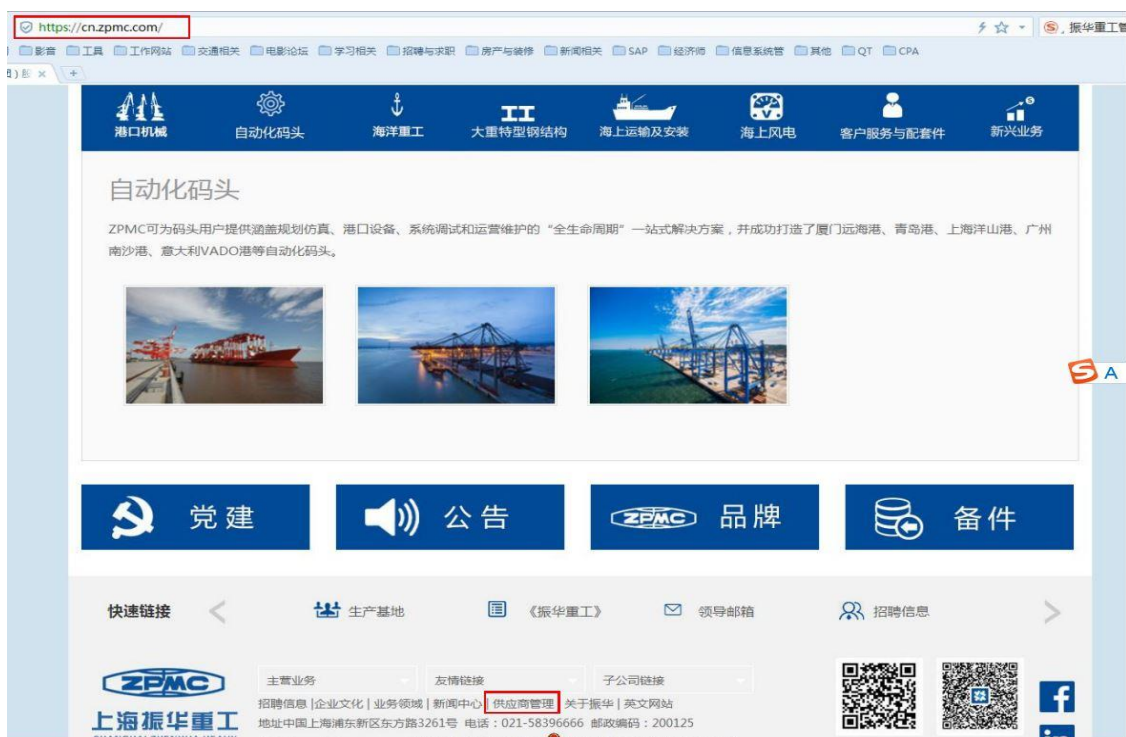 https://cn.zpmc.com/
振华重工管
影音 工具 工作网站 交通相关 电影论坛 学习相关 招聘与求职 房产与装修 新闻相关 SAP 经济师 信息系统管 其他 QT CPA
港口机械 自动化码头 海洋重工 大重特型钢结构 海上运输及安装 海上风电 客户服务与配套件 新兴业务
自动化码头
ZPMC可为码头用户提供涵盖规划仿真、港口设备、系统调试和运营维护的“全生命周期”一站式解决方案，并成功打造了厦门远海港、青岛港、上海洋山港、广州
南沙港、意大利VADO港等自动化码头。
A
党建 公告 ZPMC 品牌 备件
快速链接 生产基地 《振华重工》 领导邮箱 招聘信息
ZPMC 主营业务 友情链接 子公司链接
招聘信息 |企业文化 | 业务领域 | 新闻中心 | 供应商管理 | 关于振华 | 英文网站
上海振华重工 地址中国上海浦东新区东方路3261号 电话：021-58396666 邮政编码：200125